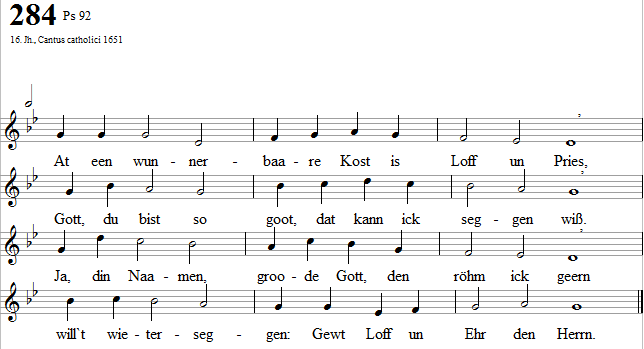 284 Ps 92
16. Jh., Cantus catholici 1651
At een wun - ner - baa - re Kost is Loff un Pries,
Gott, du bist so goot, dat kann ick seg - gen wiß.
Ja, din Naa - men, groo - de Gott, den röhm ick geern
will`t wie - ter - seg - gen: Gewt Loff un Ehr den Herrn.